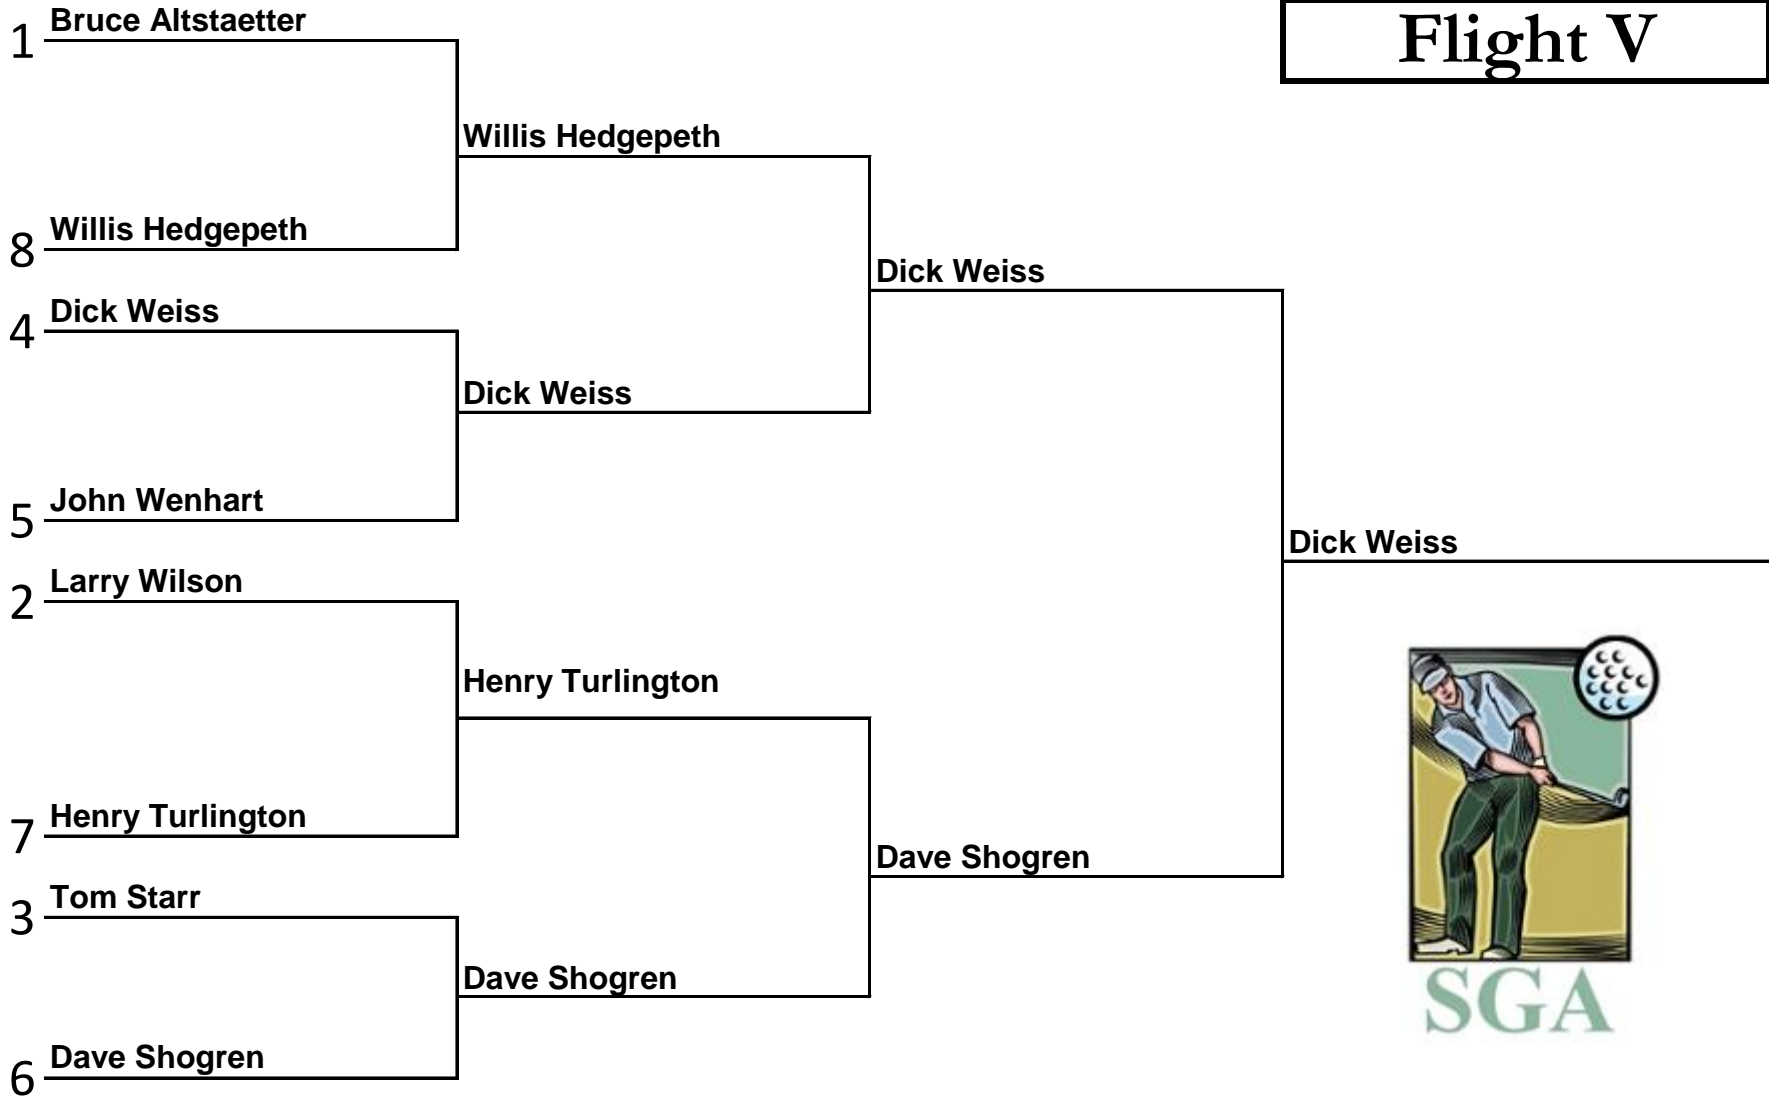 Flight V
1 Bruce Altstaetter
Willis Hedgepeth
8 Willis Hedgepeth
Dick Weiss
4 Dick Weiss
Dick Weiss
5 John Wenhart
Dick Weiss
2 Larry Wilson
Henry Turlington
7 Henry Turlington
Dave Shogren
3 Tom Starr
Dave Shogren
6 Dave Shogren
SGA